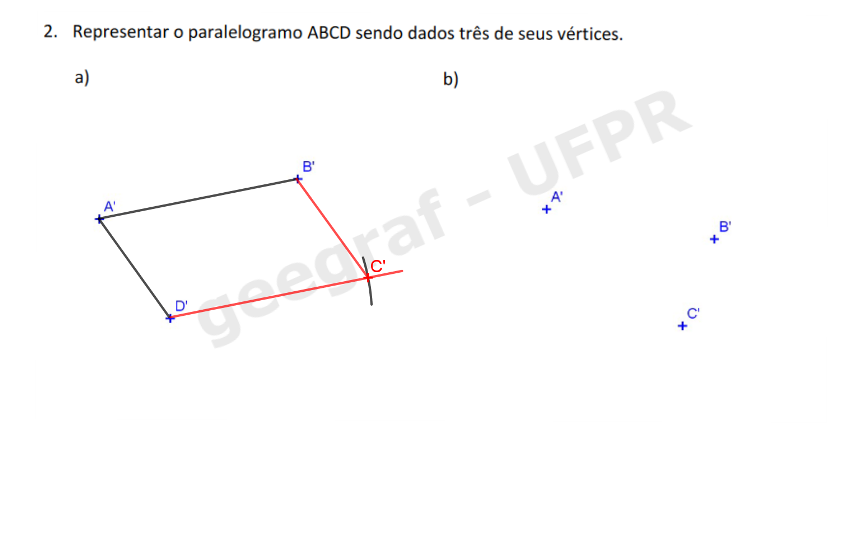 2. Representar o paralelogramo ABCD sendo dados três de seus vértices.
a)
b)
geegraf - UFPR
B'
A'
C'
D'
A'
B'
C'